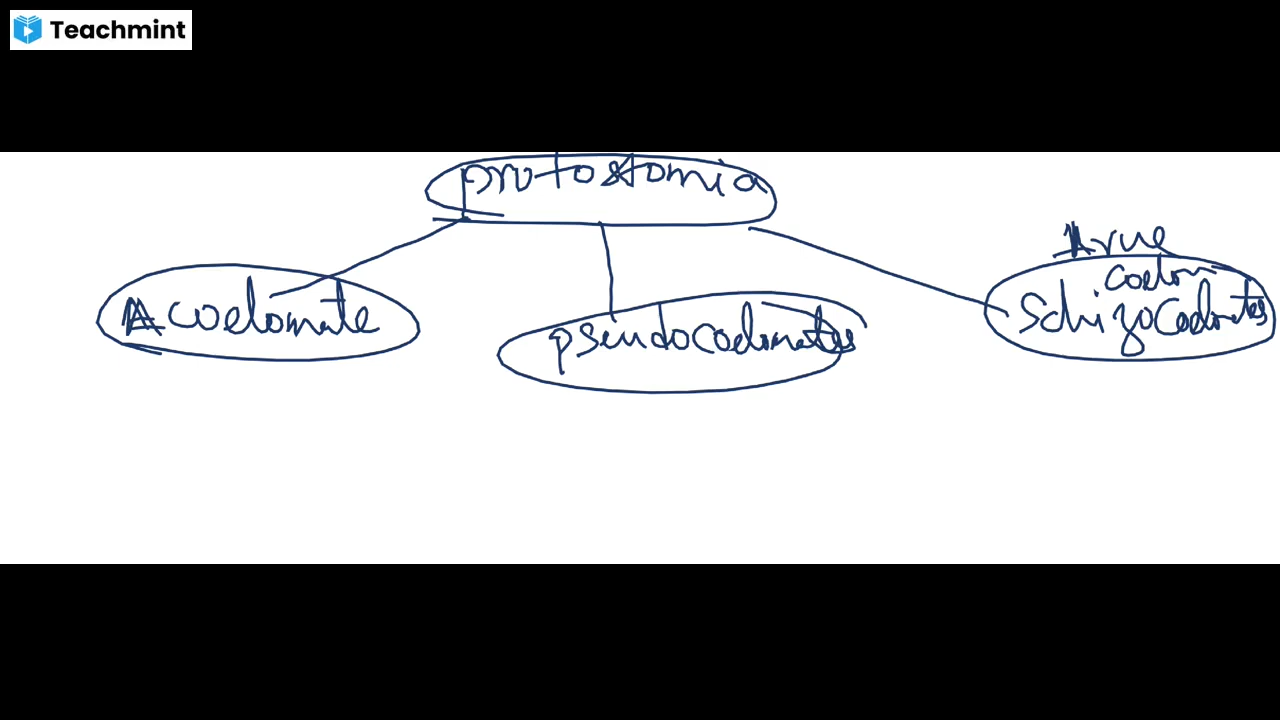 Teachmint
protostomia
Acoelomate
pseudocoelomates
true
coelom
Schizocoelomates